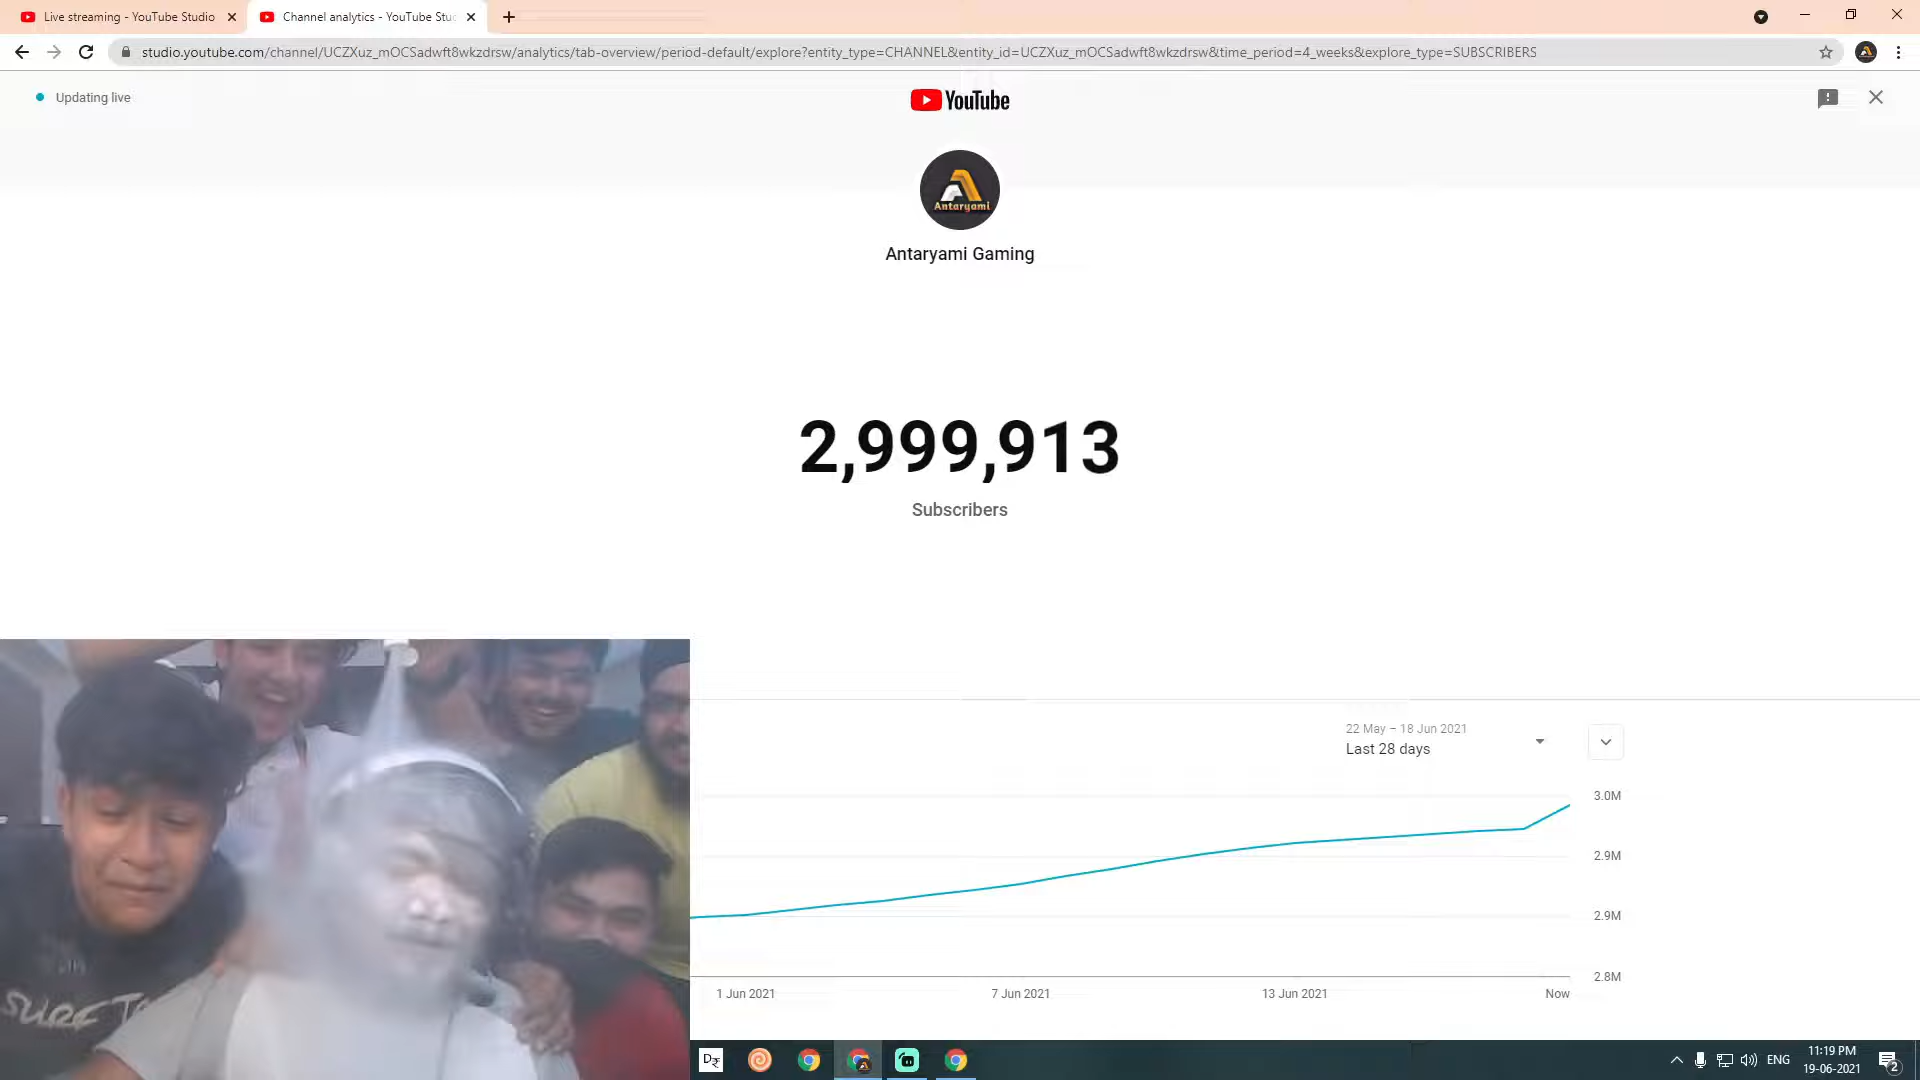 Live streaming - YouTube Studio
Channel analytics - YouTube Stu
studio.youtube.com/channel/UCZXuz_mOCSadwft8wkzdrsw/analytics/tab-overview/period-default/explore?entity_type=CHANNEL&entity_id=UCZXuz_mOCSadwft8wkzdrsw&time_period=4_weeks&explore_type=SUBSCRIBERS
Updating live
YouTube
Antaryami
Antaryami Gaming
2,999,913
Subscribers
22 May – 18 Jun 2021
Last 28 days
3.0M
2.9M
2.9M
2.8M
1 Jun 2021
7 Jun 2021
13 Jun 2021
Now
SURF
ENG
11:19 PM
19-06-2021
2